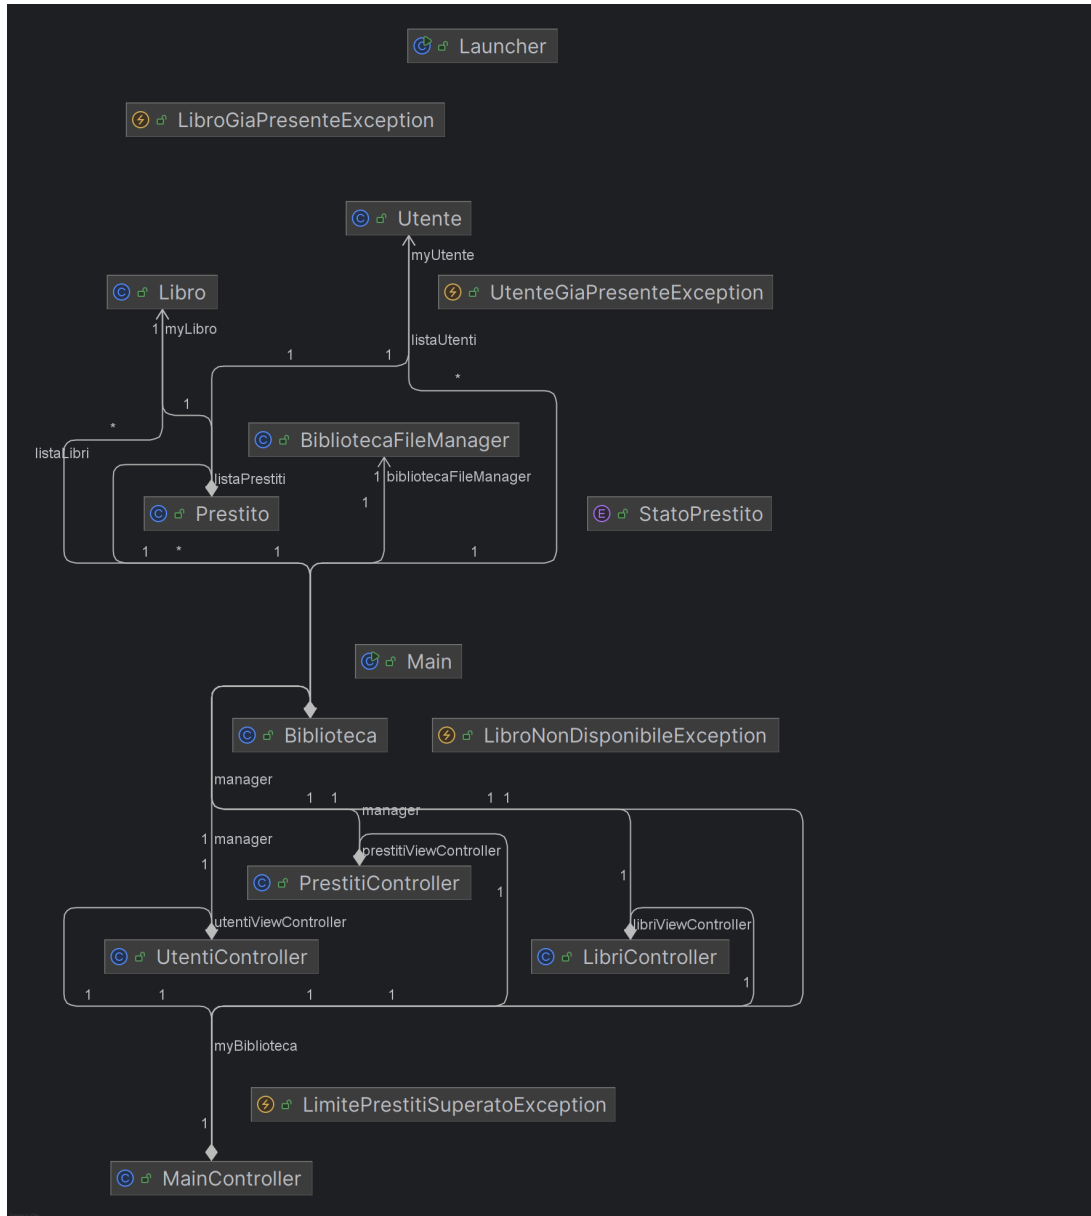 Launcher
LibroGiaPresenteException
Utente
myUtente
Libro
UtenteGiaPresenteException
1 myLibro
listaUtenti
1 1
*
1
*
BibliotecaFileManager
listaLibri
listaPrestiti
1 bibliotecaFileManager
1
Prestito
StatoPrestito
1 * 1 1
Main
Biblioteca
LibroNonDisponibileException
manager
1 1 1 1
manager
1 manager
prestitiViewController
1
1
PrestitiController
1
utentiViewController
libriViewController
UtentiController
LibriController
1
1 1 1 1
myBiblioteca
LimitePrestitiSuperatoException
1
MainController